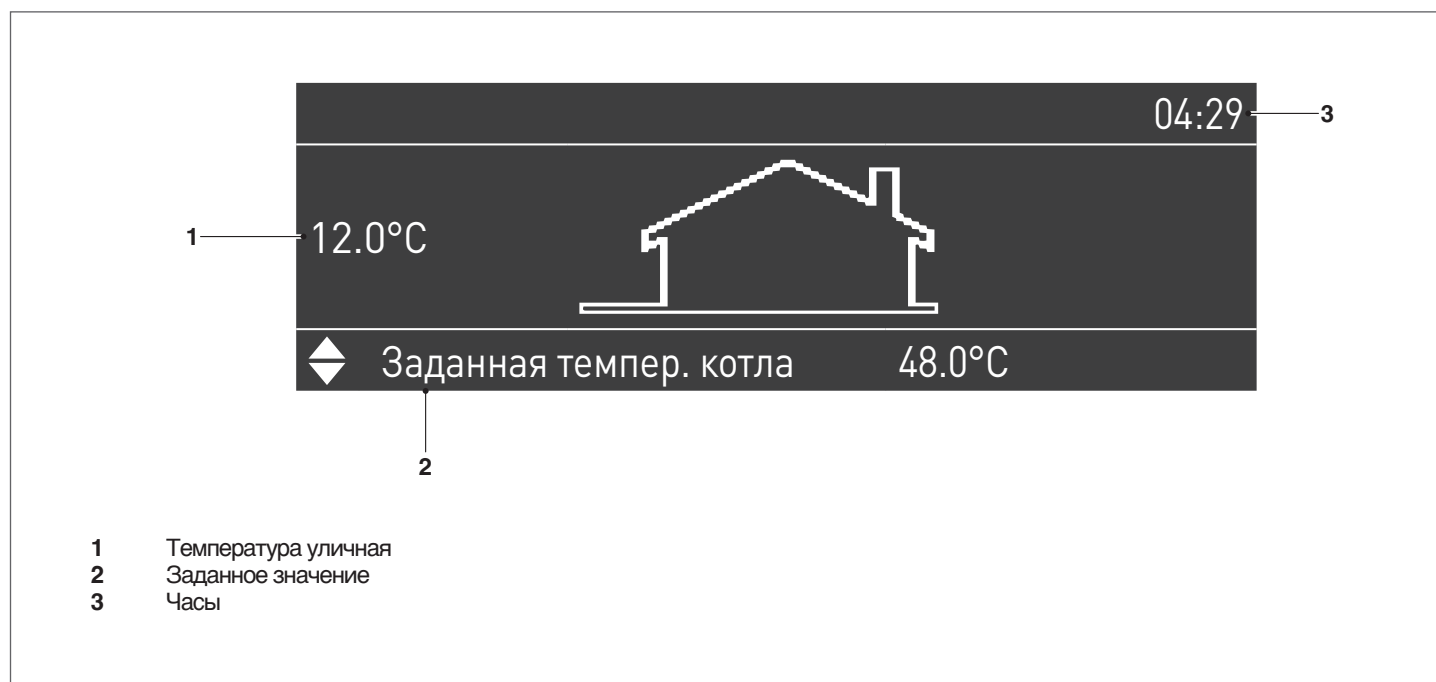 04:29
3
1
12.0°C
Заданная темпер. котла 48.0°C
2
1 Температура уличная
2 Заданное значение
3 Часы